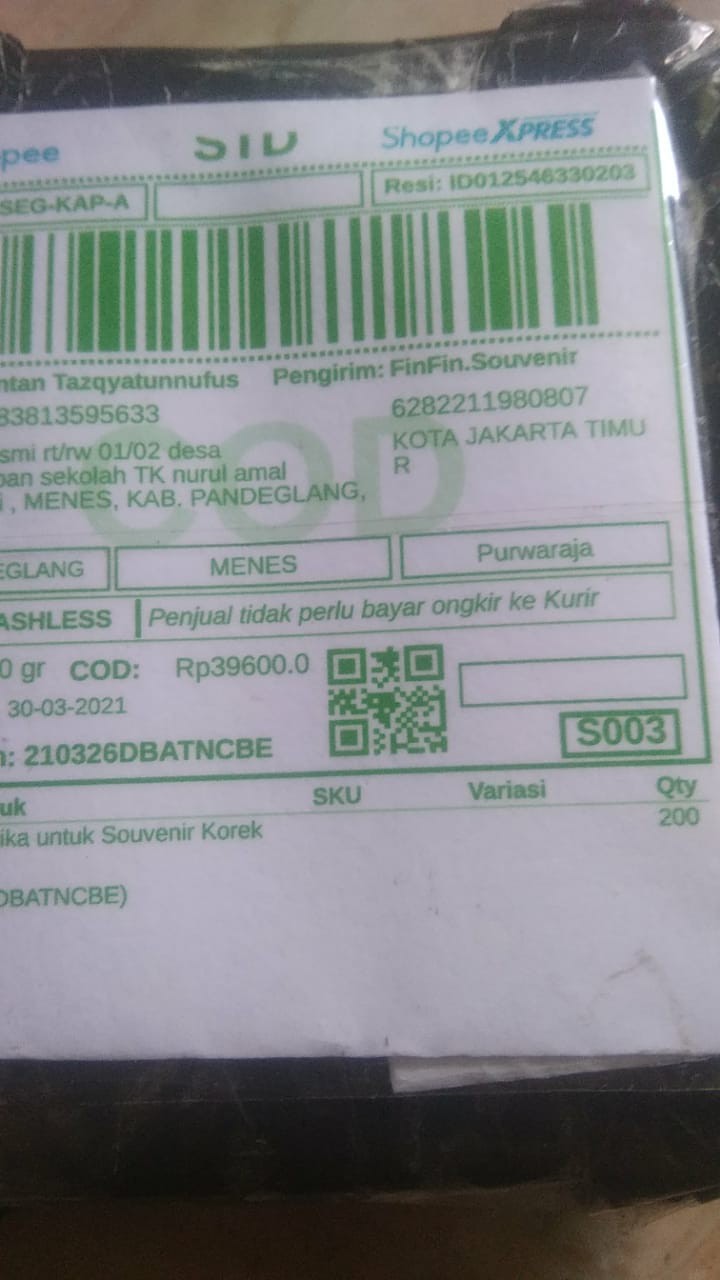 pee STD Shopee XPRESS
SEG-KAP-A Resi: ID012546330203
ntan Tazqyatunnufus Pengirim: FinFin.Souvenir
83813595633 6282211980807
smi rt/rw 01/02 desa KOTA JAKARTA TIMU
pan sekolah TK nurul amal R
i , MENES, KAB. PANDEGLANG,
COD
EGLANG MENES Purwaraja
ASHLESS Penjual tidak perlu bayar ongkir ke Kurir
0 gr COD: Rp39600.0
30-03-2021
n: 210326DBATNCBE S003
uk SKU Variasi Qty
ika untuk Souvenir Korek 200
DBATNCBE)